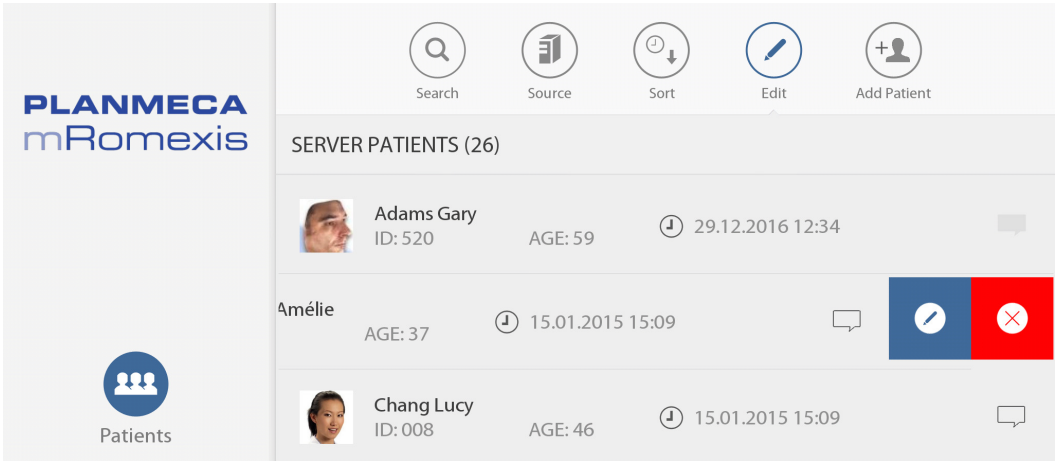 PLANMECA
mRomexis
Patients
Search
Source
Sort
Edit
Add Patient
SERVER PATIENTS (26)
Adams Gary
ID: 520
AGE: 59
29.12.2016 12:34
Amélie
AGE: 37
15.01.2015 15:09
Chang Lucy
ID: 008
AGE: 46
15.01.2015 15:09